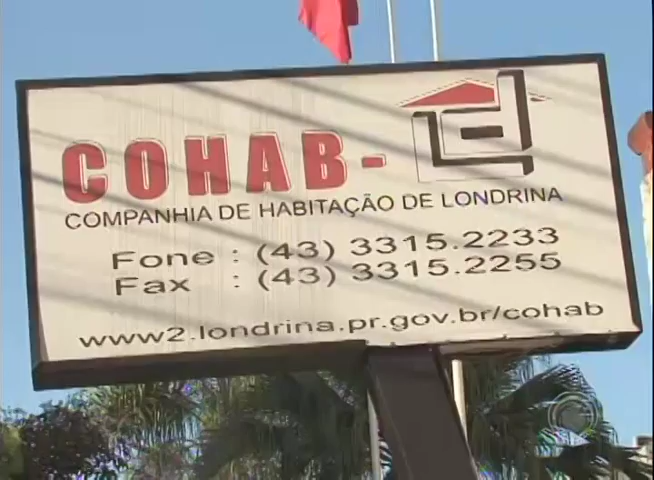 COHAB-LD
COMPANHIA DE HABITAÇÃO DE LONDRINA
Fone : (43) 3315.2233
Fax : (43) 3315.2255
www2.londrina.pr.gov.br/cohab